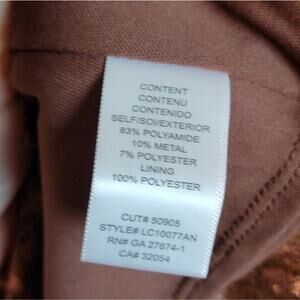 CONTENT
CONTENU
CONTENIDO
SELF/SOI/EXTERIOR
83% POLYAMIDE
10% METAL
7% POLYESTER
LINING
100% POLYESTER
CUT# 50905
STYLE# LC10077AN
RN# GA 27674-1
CA# 32054